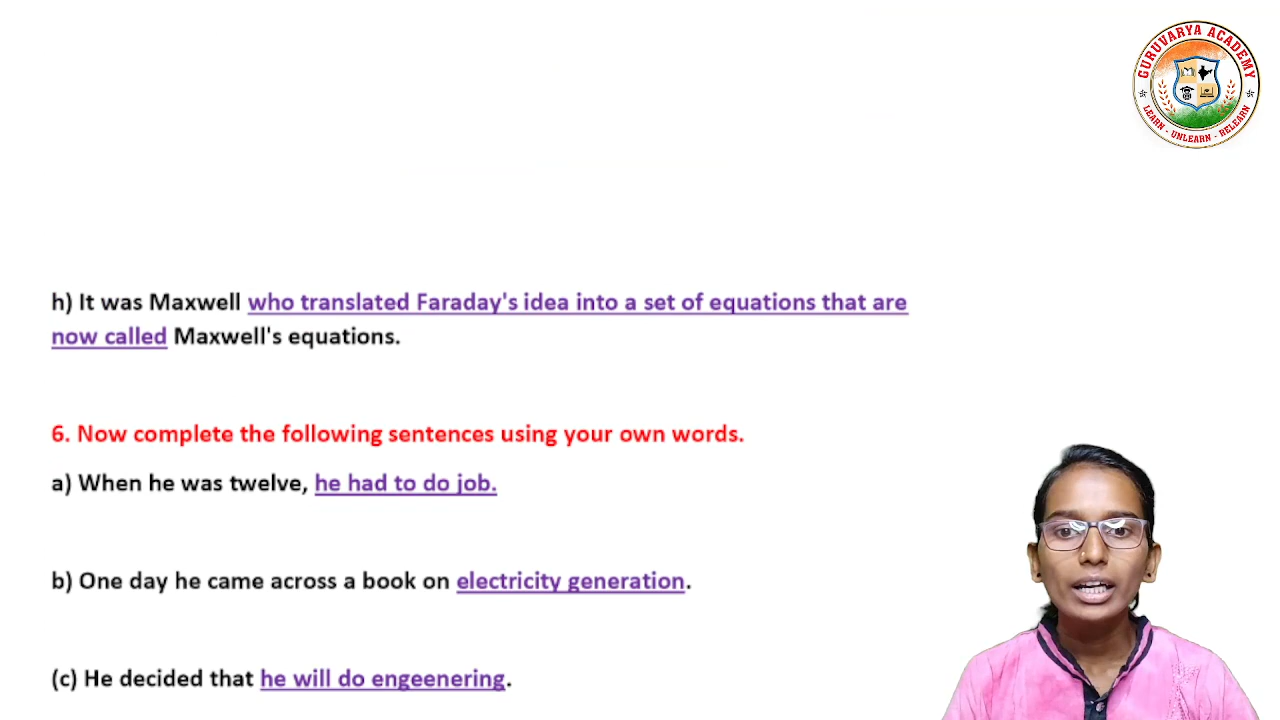 GURUVARYA ACADEMY
LEARN - UNLEARN - RELEARN
h) It was Maxwell who translated Faraday's idea into a set of equations that are
now called Maxwell's equations.
6. Now complete the following sentences using your own words.
a) When he was twelve, he had to do job.
b) One day he came across a book on electricity generation.
(c) He decided that he will do engeenering.